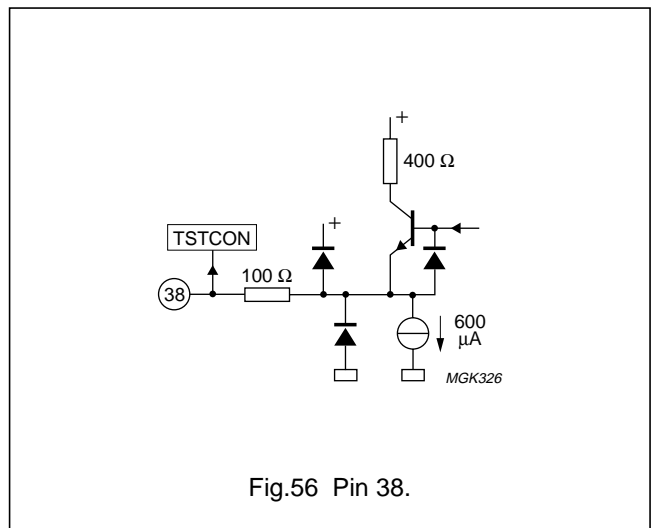 +
400 Ω
TSTCON
+
100 Ω
38
600
μA
MGK326
Fig.56 Pin 38.